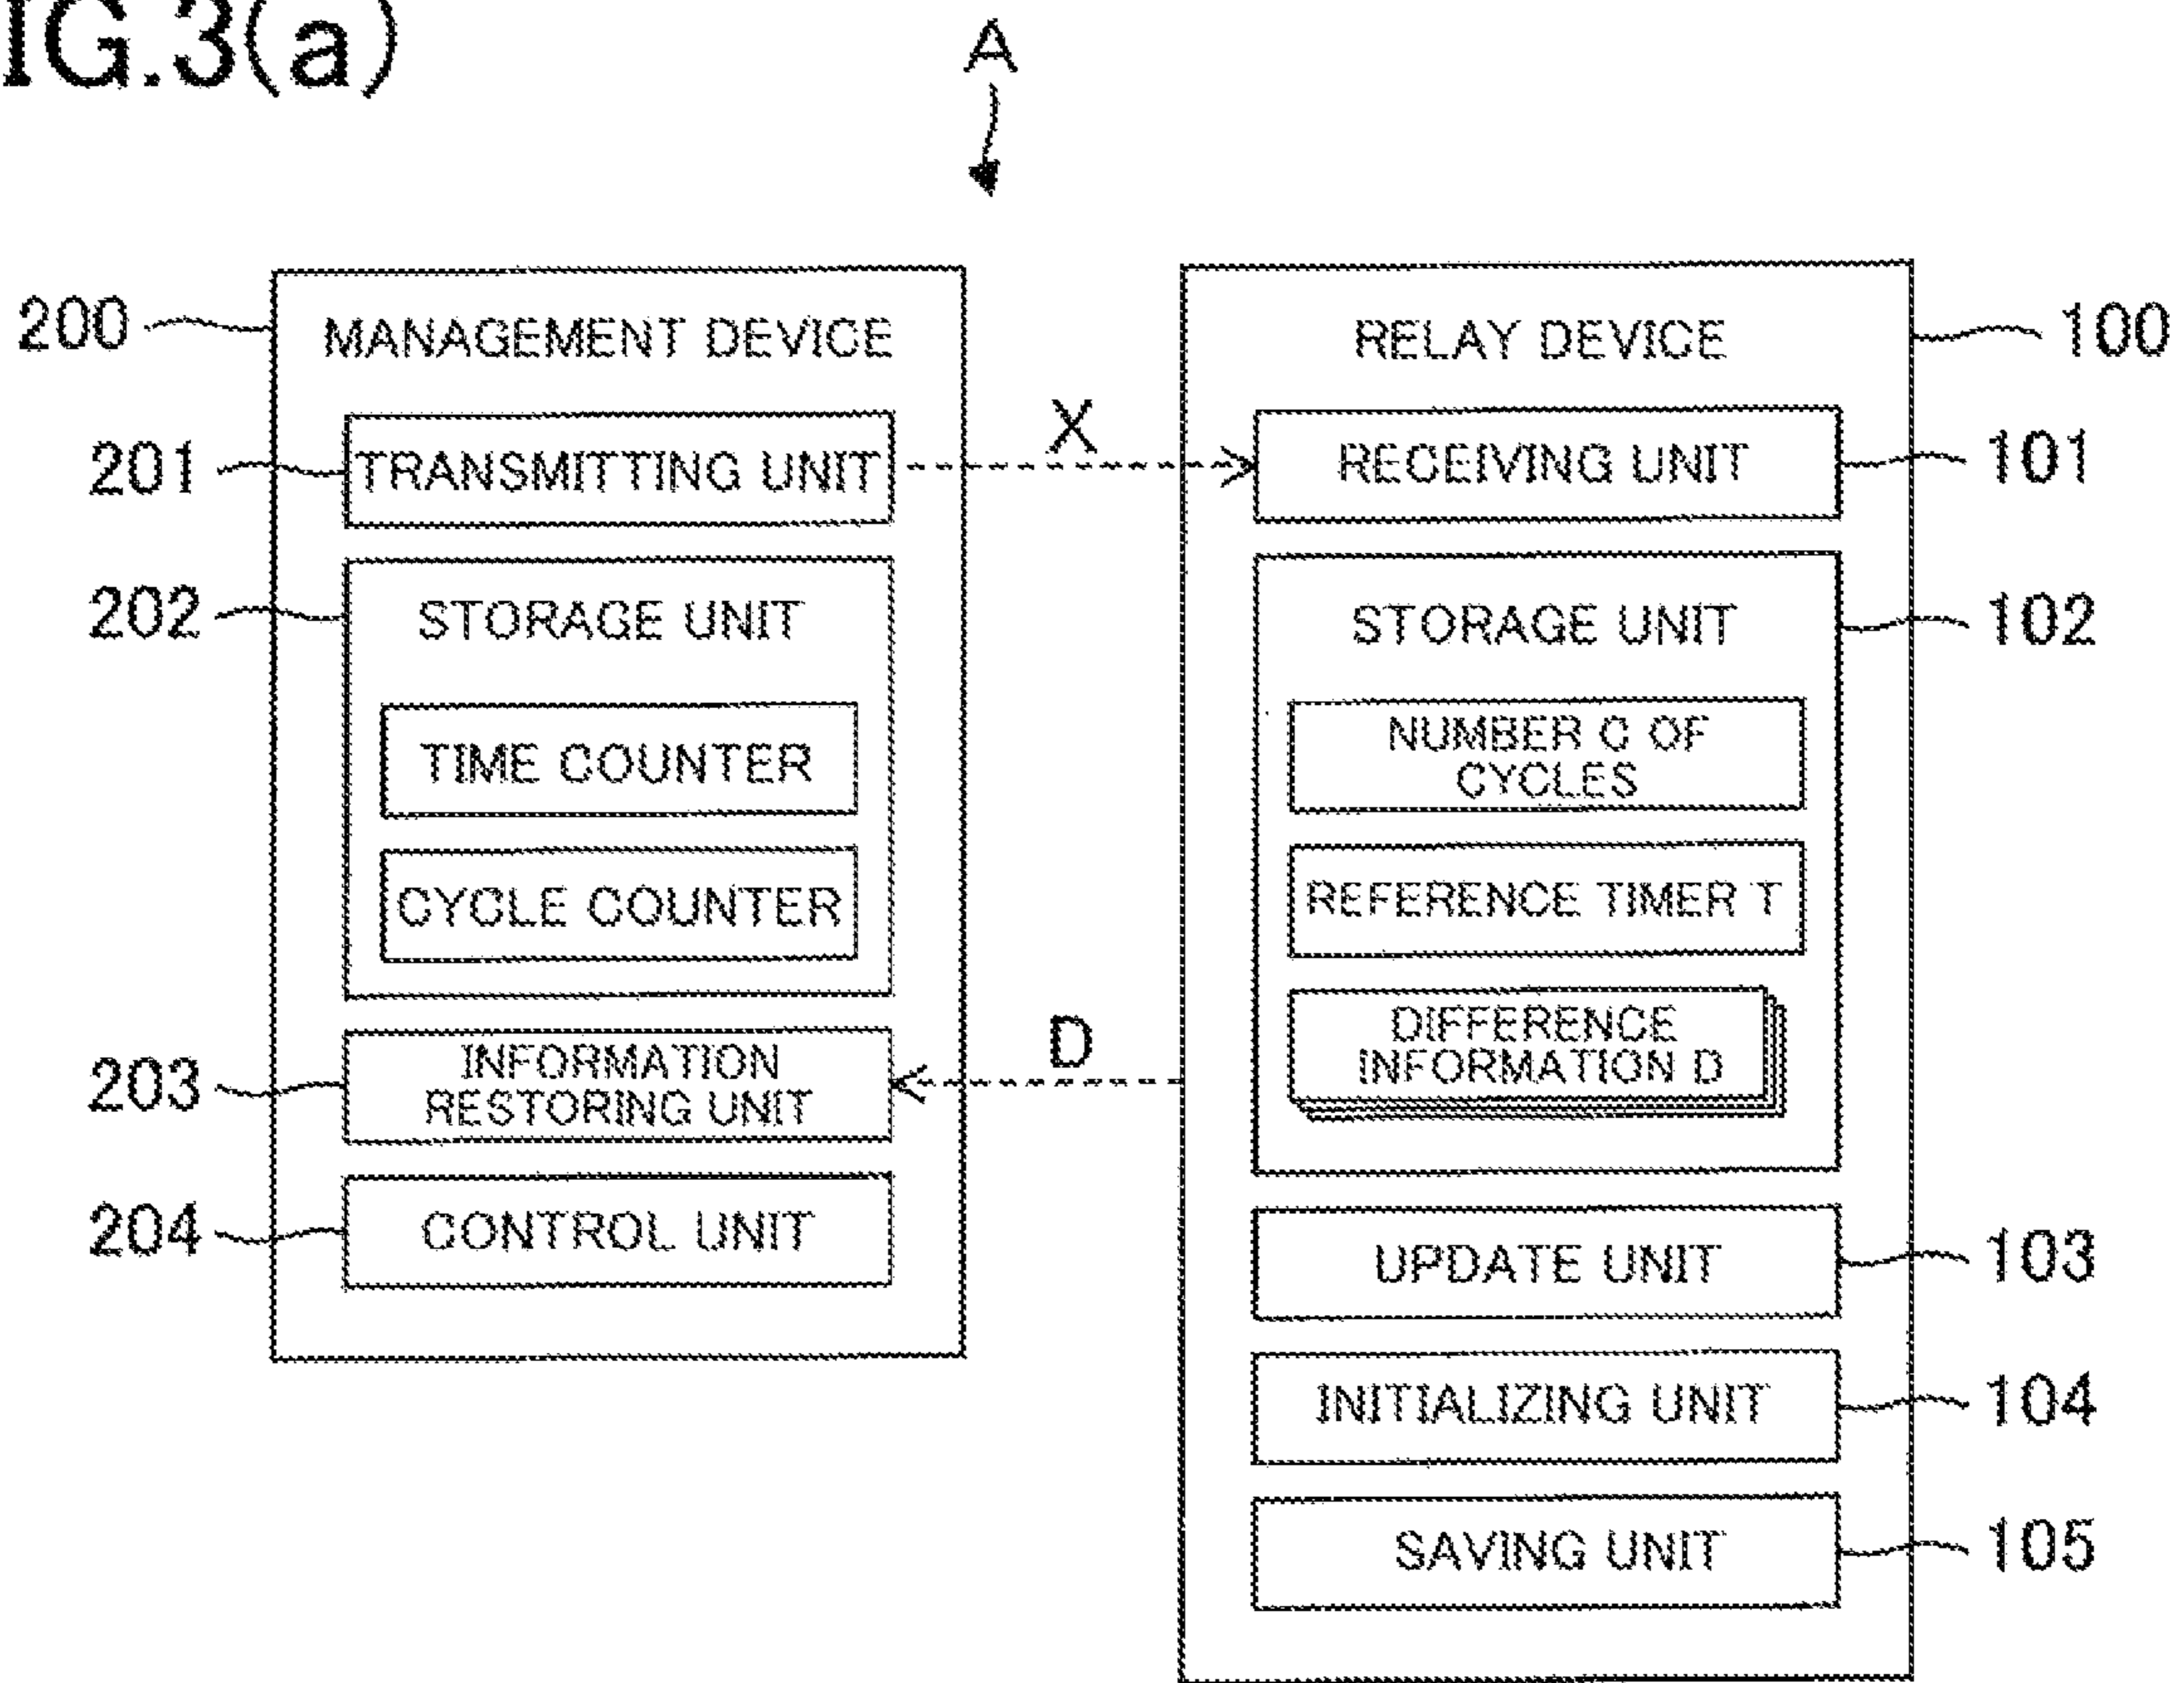 IG.3(a)
A
200
MANAGEMENT DEVICE
201
TRANSMITTING UNIT
202
STORAGE UNIT
TIME COUNTER
CYCLE COUNTER
203
INFORMATION
RESTORING UNIT
204
CONTROL UNIT
X
D
RELAY DEVICE
100
RECEIVING UNIT
101
STORAGE UNIT
102
NUMBER C OF
CYCLES
REFERENCE TIMER T
DIFFERENCE
INFORMATION D
UPDATE UNIT
103
INITIALIZING UNIT
104
SAVING UNIT
105